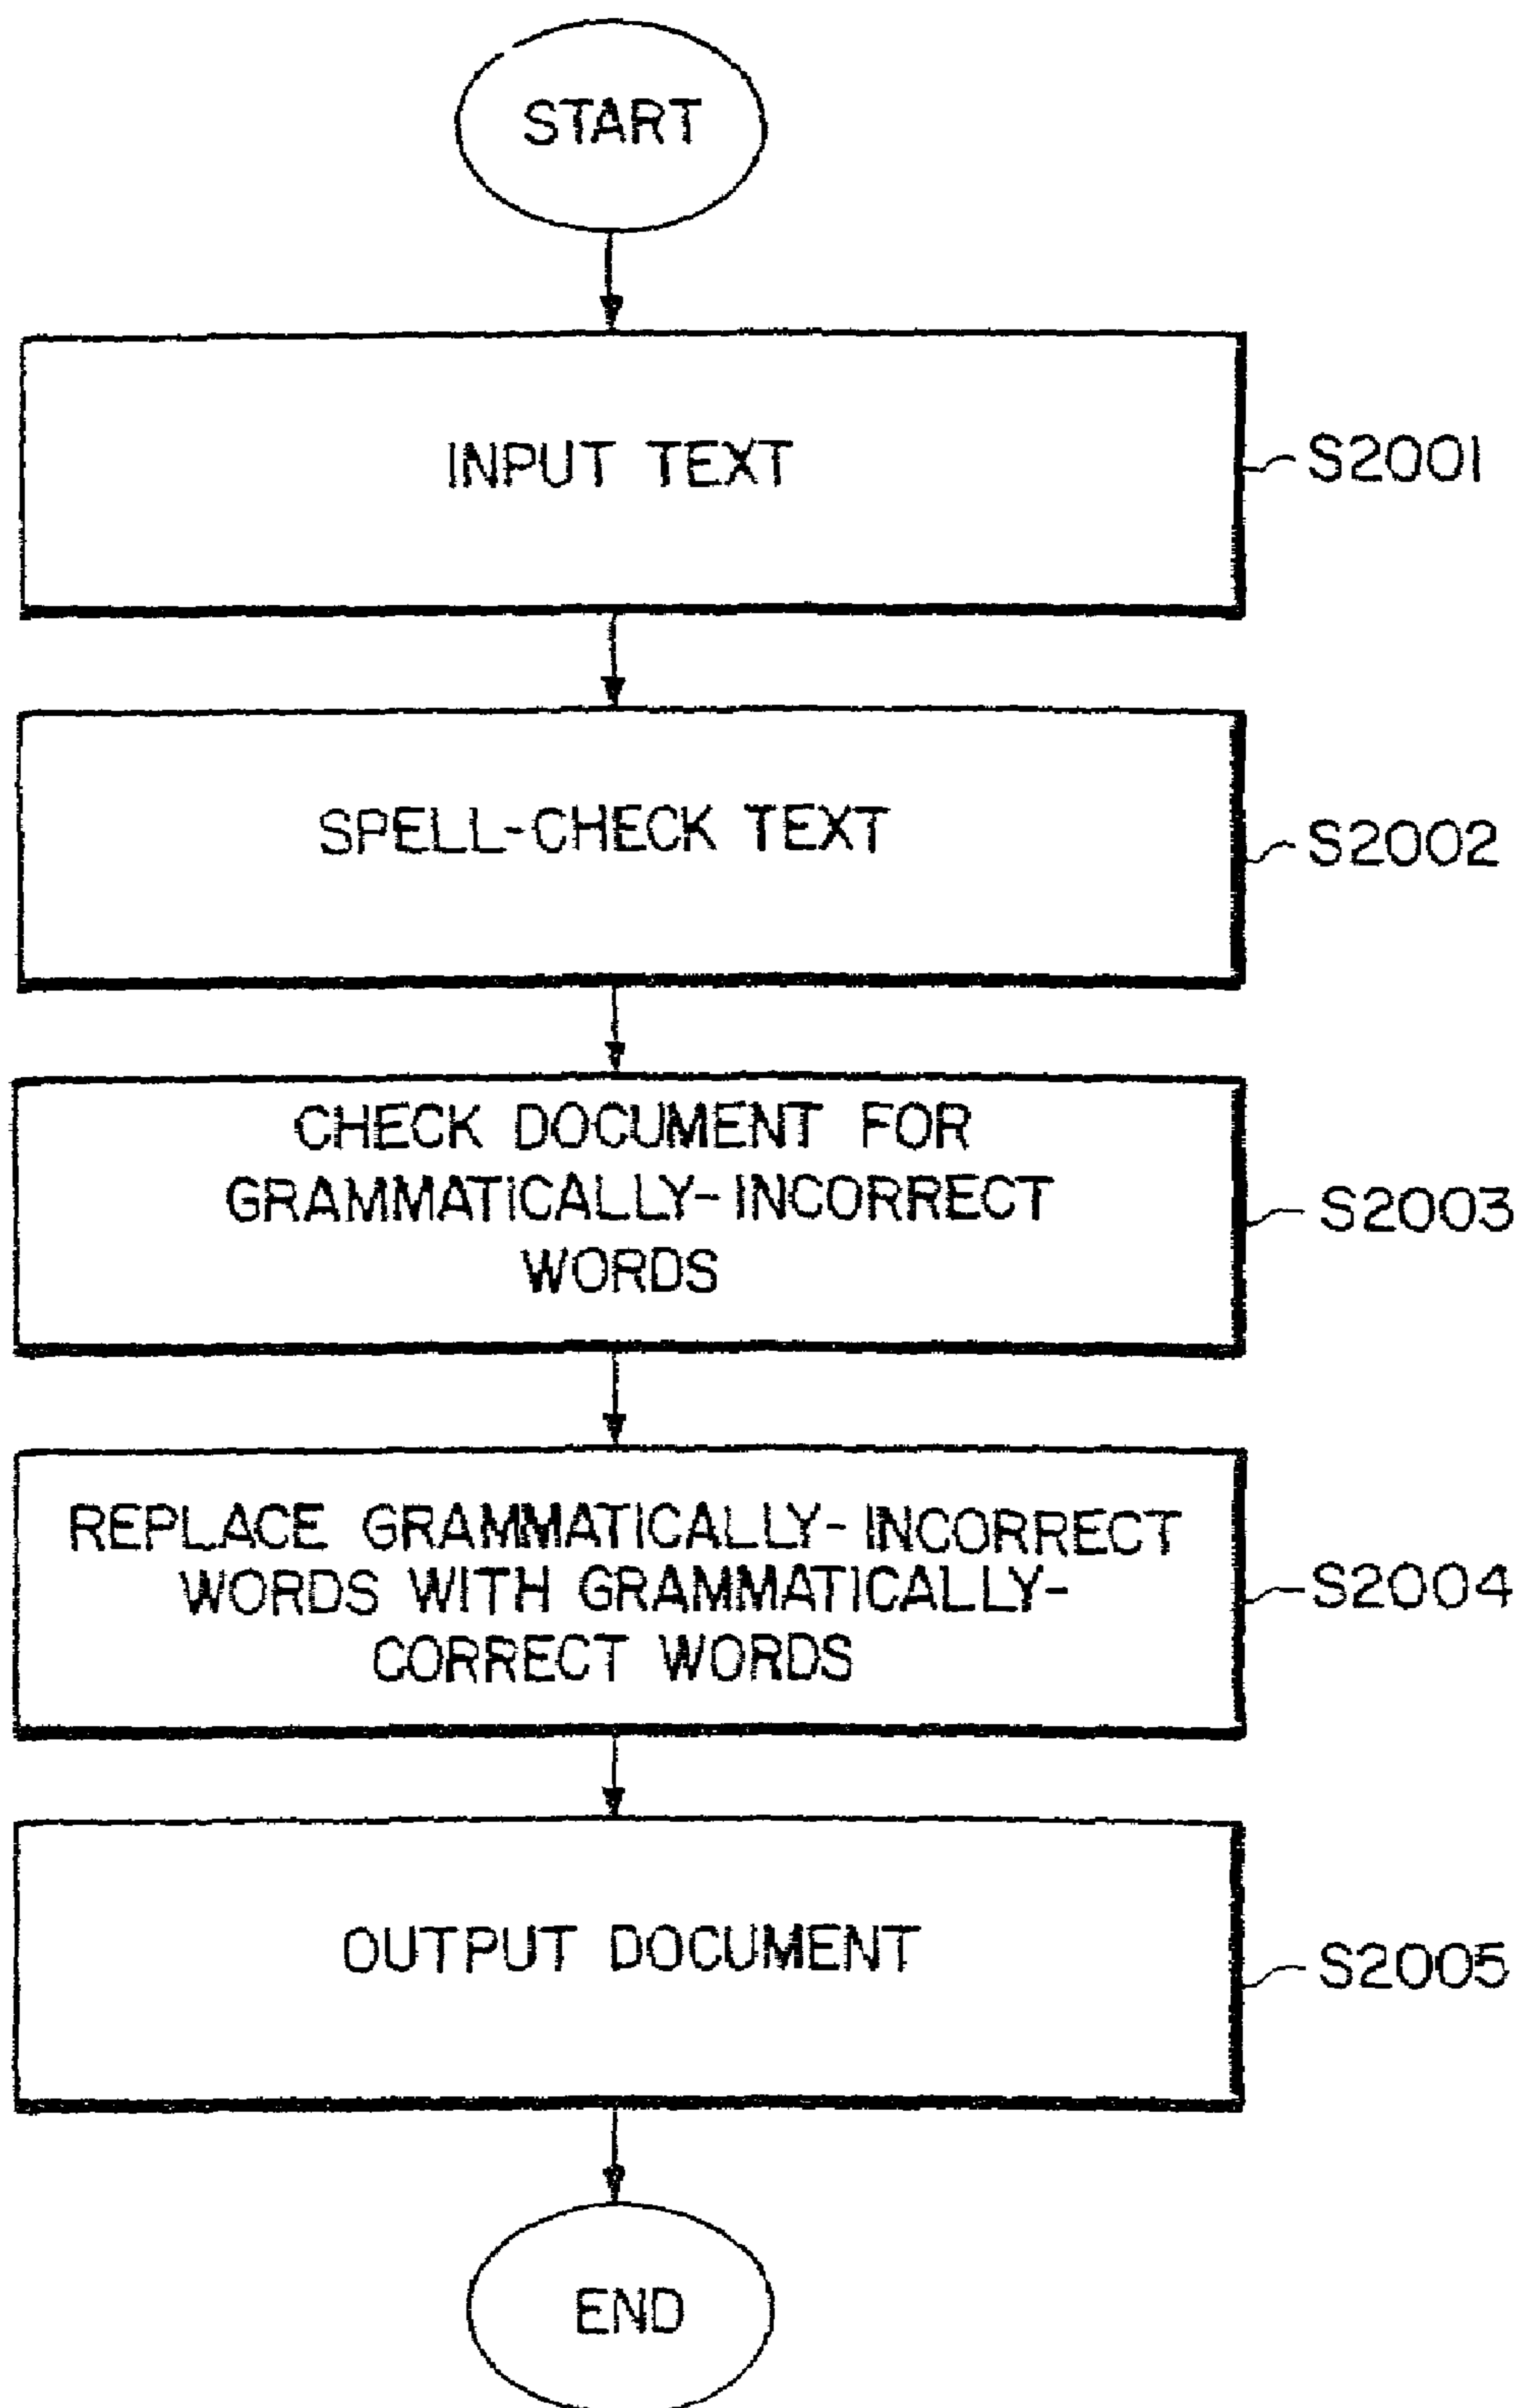 START
INPUT TEXT
S2001
SPELL-CHECK TEXT
S2002
CHECK DOCUMENT FOR
GRAMMATICALLY-INCORRECT
WORDS
S2003
REPLACE GRAMMATICALLY-INCORRECT
WORDS WITH GRAMMATICALLY-
CORRECT WORDS
S2004
OUTPUT DOCUMENT
S2005
END